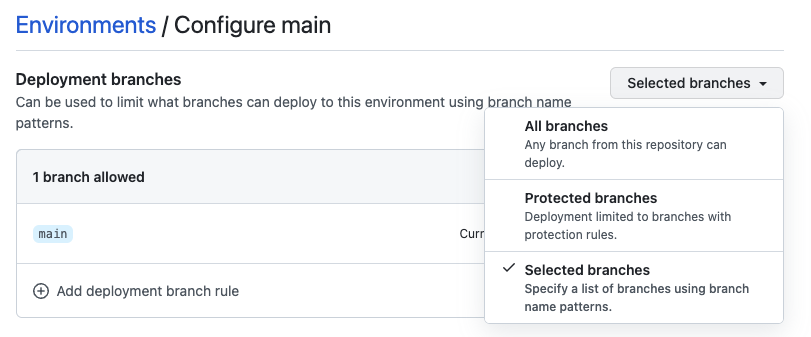 Environments / Configure main
Deployment branches
Can be used to limit what branches can deploy to this environment using branch name
patterns.
Selected branches
All branches
Any branch from this repository can
deploy.
Protected branches
Deployment limited to branches with
protection rules.
Selected branches
Specify a list of branches using branch
name patterns.
1 branch allowed
main
Add deployment branch rule